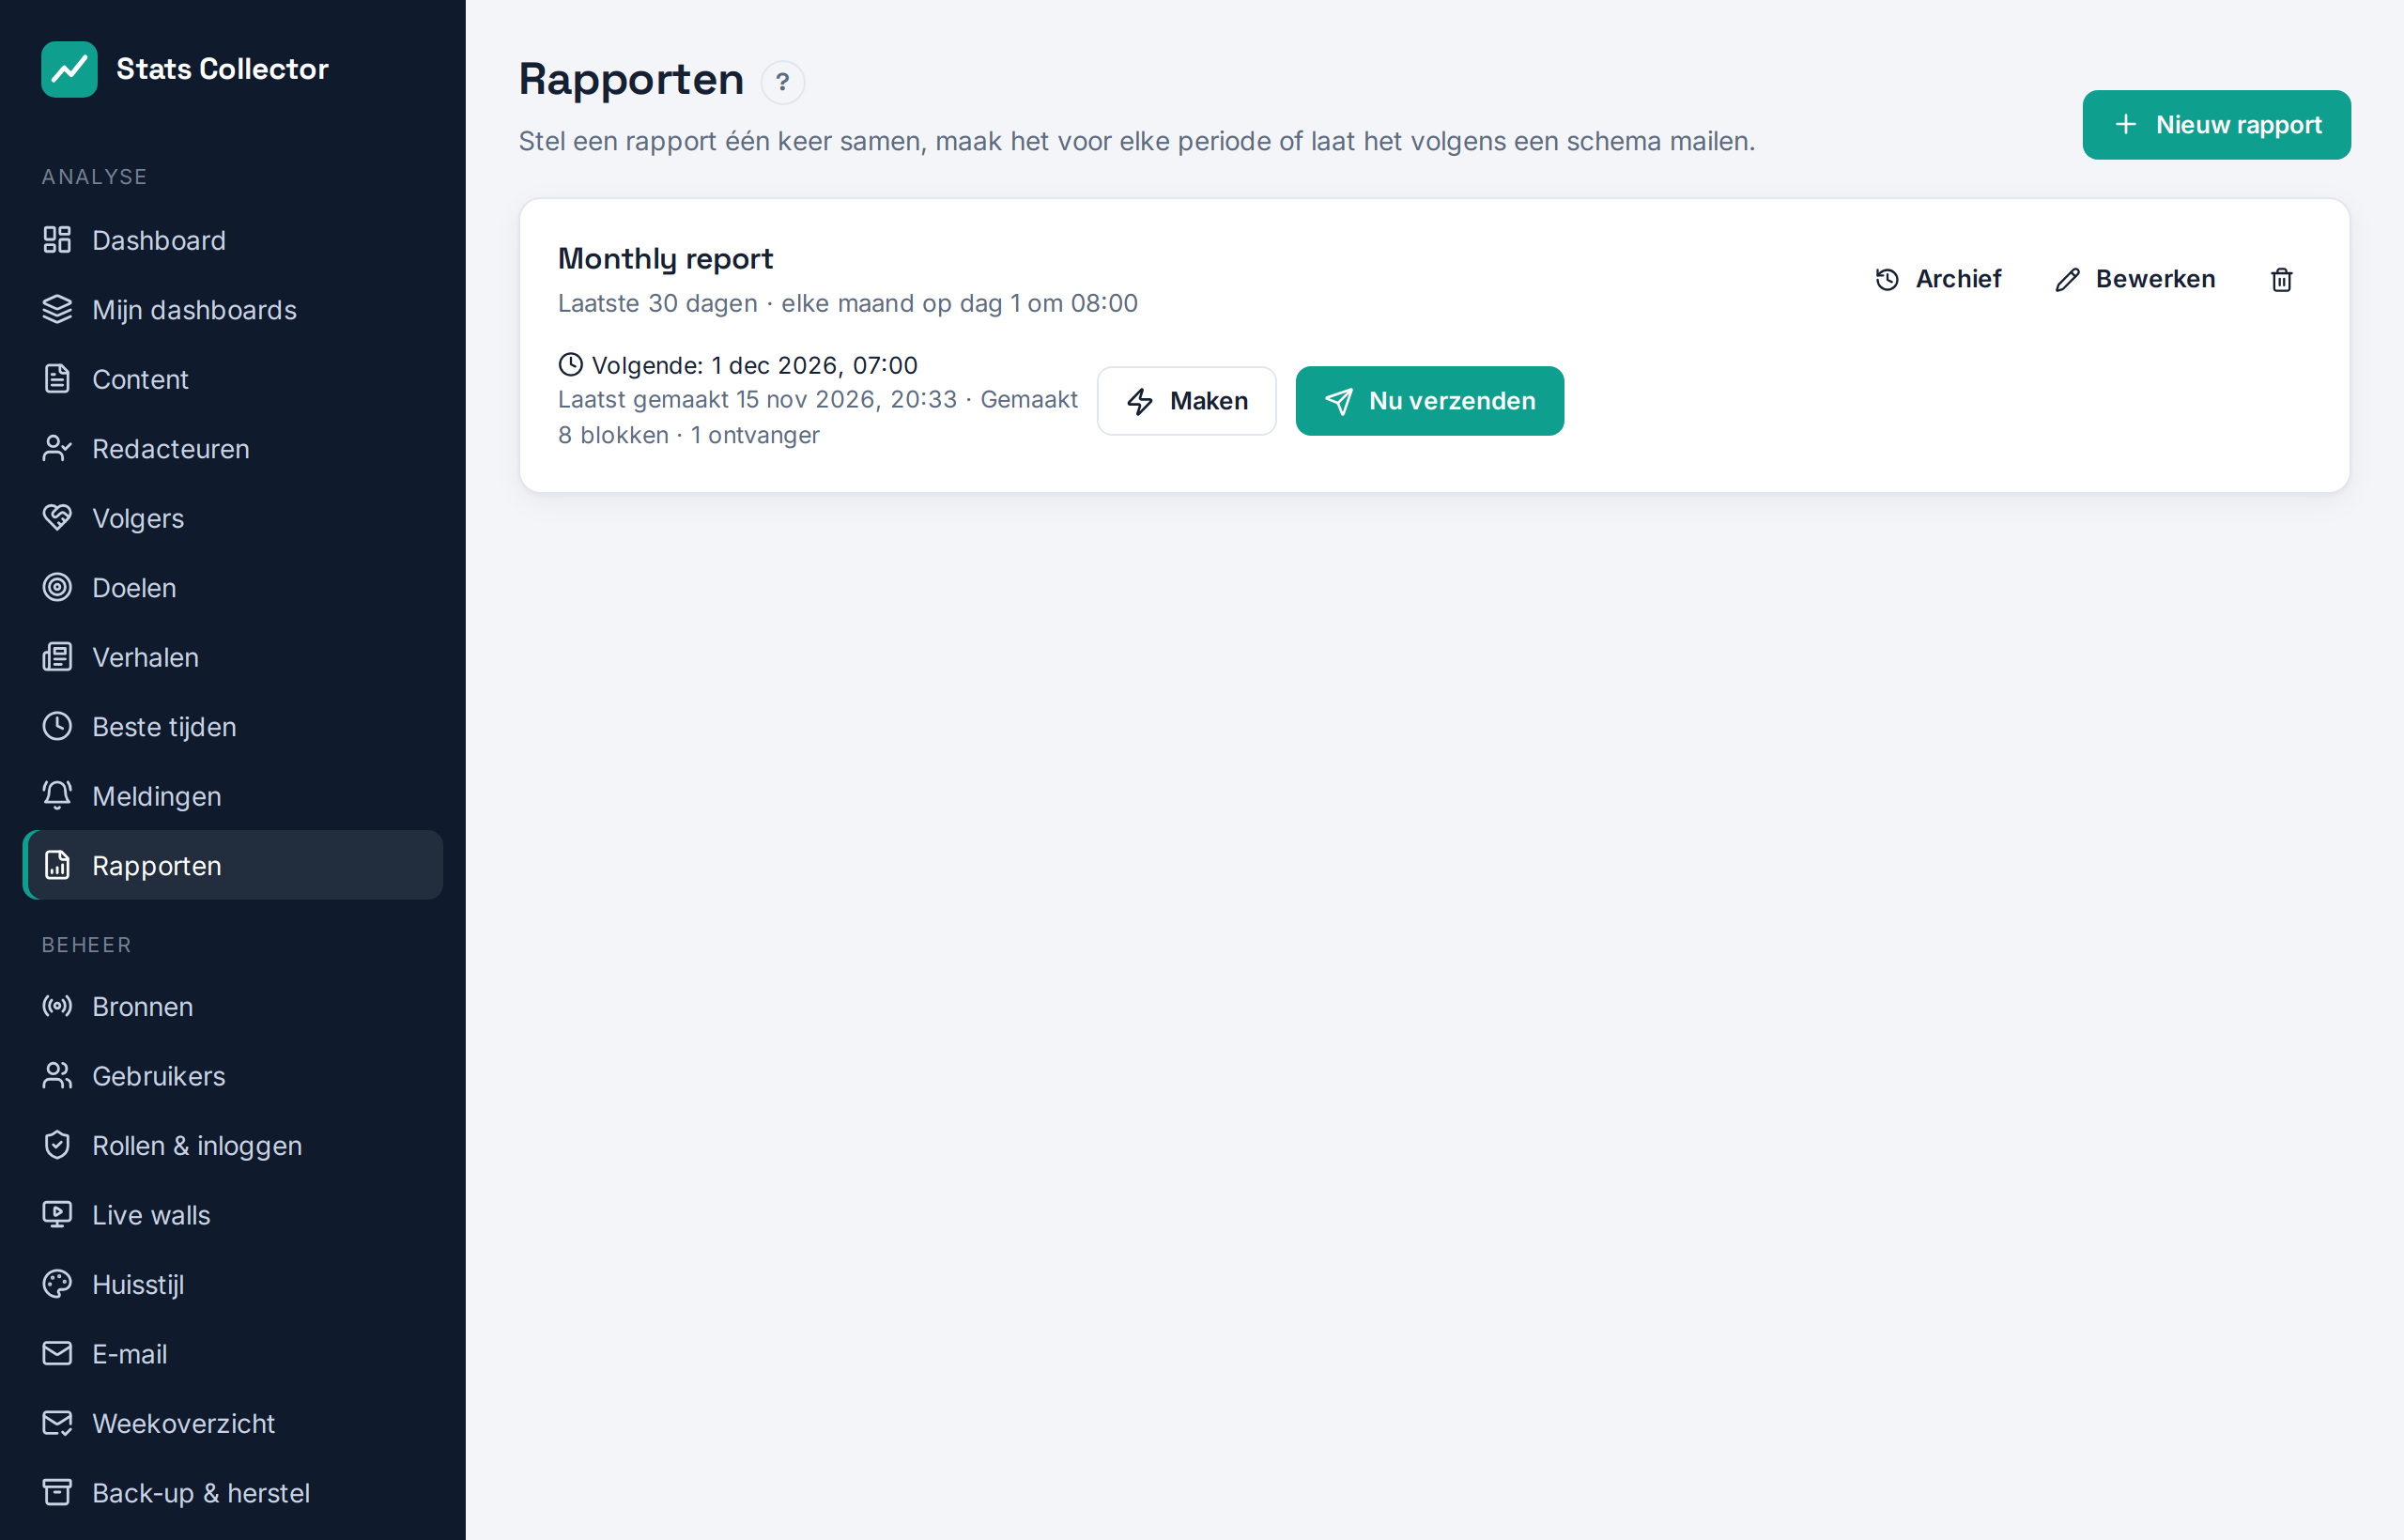 Stats Collector
ANALYSE
Dashboard
Mijn dashboards
Content
Redacteuren
Volgers
Doelen
Verhalen
Beste tijden
Meldingen
Rapporten
BEHEER
Bronnen
Gebruikers
Rollen & inloggen
Live walls
Huisstijl
E-mail
Weekoverzicht
Back-up & herstel
Rapporten ?
Stel een rapport één keer samen, maak het voor elke periode of laat het volgens een schema mailen.
Nieuw rapport
Monthly report
Laatste 30 dagen · elke maand op dag 1 om 08:00
Archief
Bewerken
Volgende: 1 dec 2026, 07:00
Laatst gemaakt 15 nov 2026, 20:33 · Gemaakt
8 blokken · 1 ontvanger
Maken
Nu verzenden